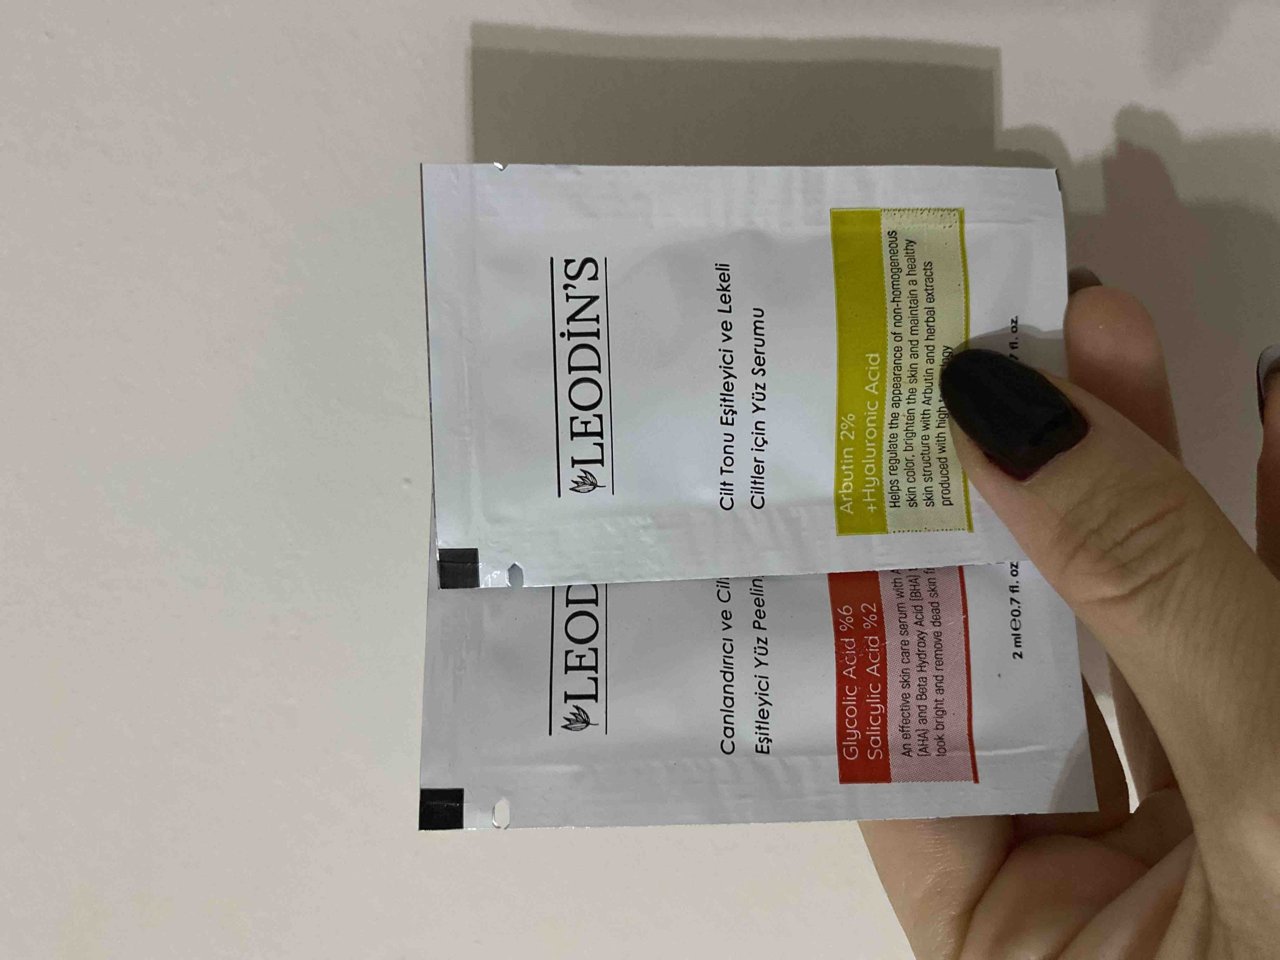 LEODİN'S
Cilt Tonu Eşitleyici ve Lekeli
Ciltler için Yüz Serumu
Arbutin 2%
+Hyaluronic Acid
Helps regulate the appearance of non-homogeneous
skin color, brighten the skin and maintain a healthy
skin structure with Arbutin and herbal extracts
produced with high
fl. oz.
LEOD
Canlandırıcı ve
Eşitleyici Yüz
Glycolic Acid %6
Salicylic Acid %2
An effective skin care serum with
(AHA) and Beta Hydroxy Acid (BHA)
look bright and remove dead skin
2 ml ℮ 0.7 fl. oz